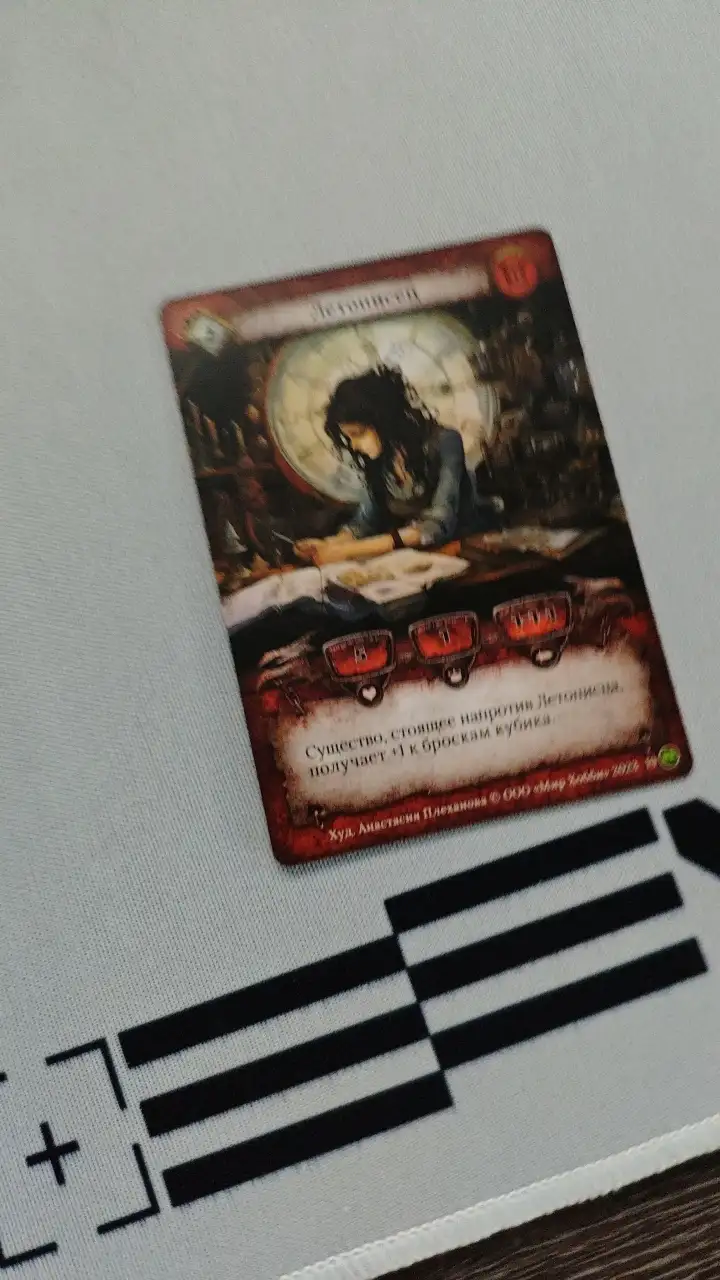 Летописец
Существо, стоящее напротив Летописца,
получает +1 к броскам кубика.
Худ. Анастасия Плеханова © ООО «Мир Хобби» 2023